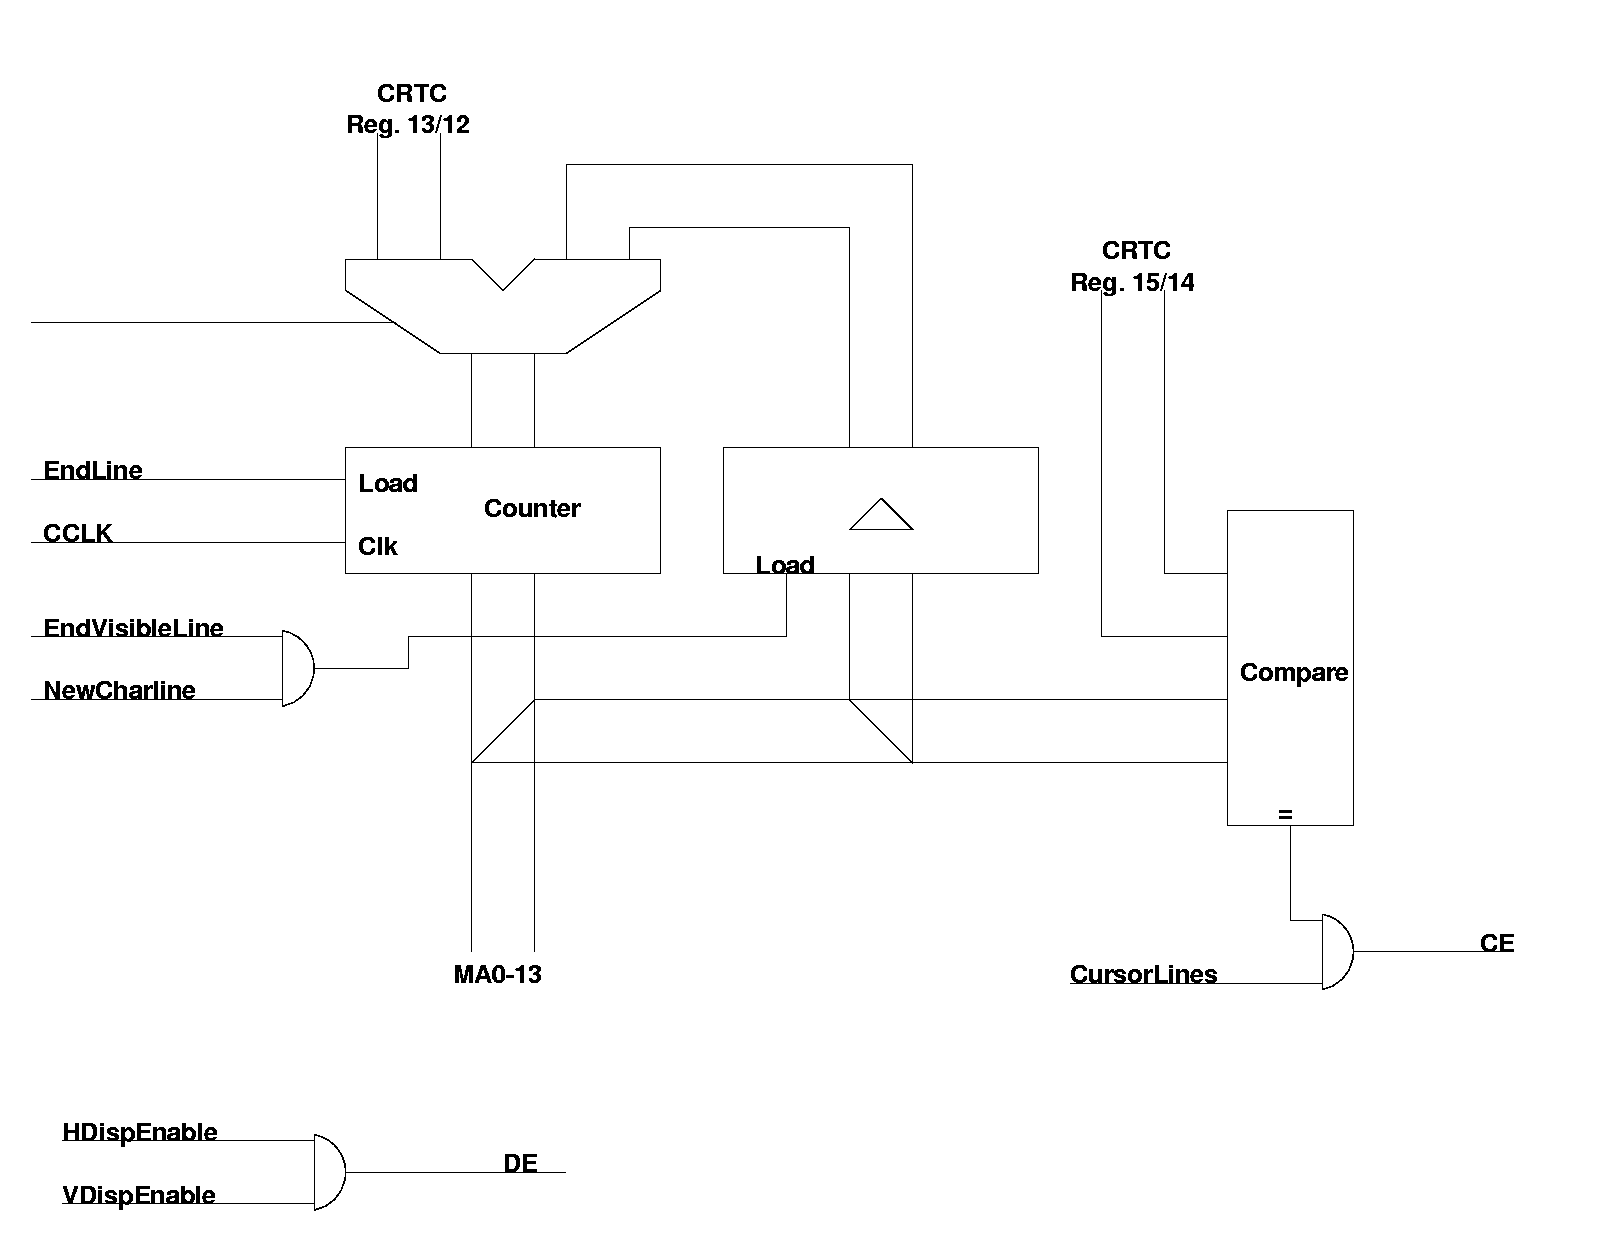 CRTC
Reg. 13/12
CRTC
Reg. 15/14
EndLine
Load
Counter
CCLK
Clk
Load
EndVisibleLine
NewCharline
Compare
=
CE
MA0-13
CursorLines
HDispEnable
DE
VDispEnable